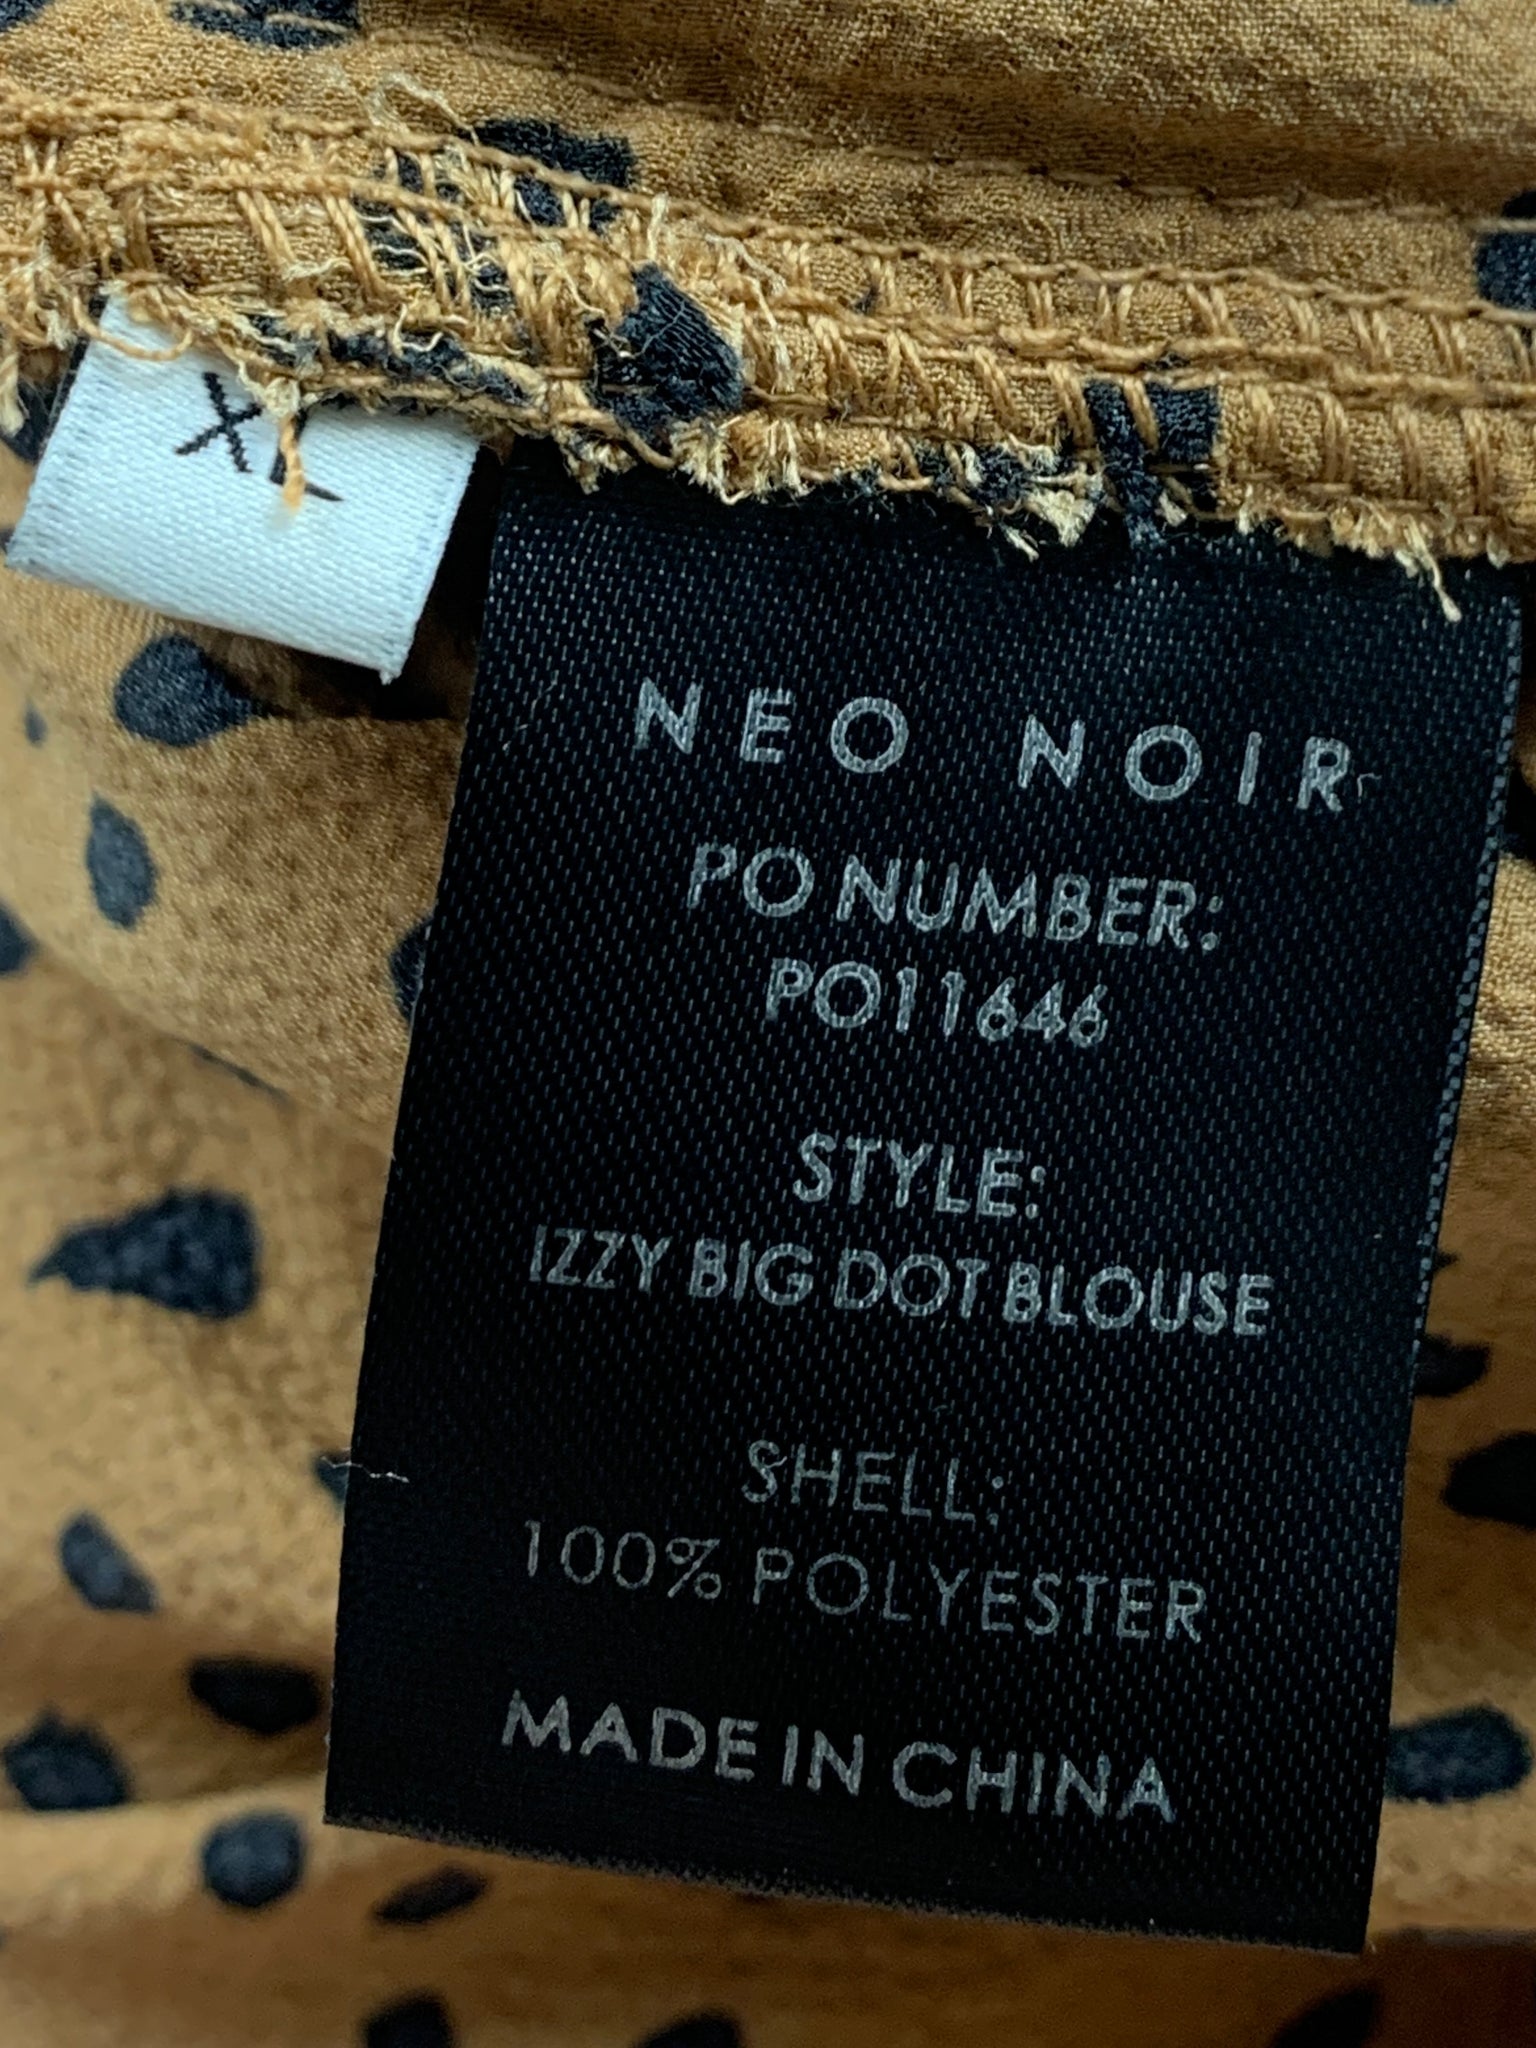 XL
NEO NOIR
PO NUMBER:
PO11646
STYLE:
IZZY BIG DOT BLOUSE
SHELL:
100% POLYESTER
MADE IN CHINA